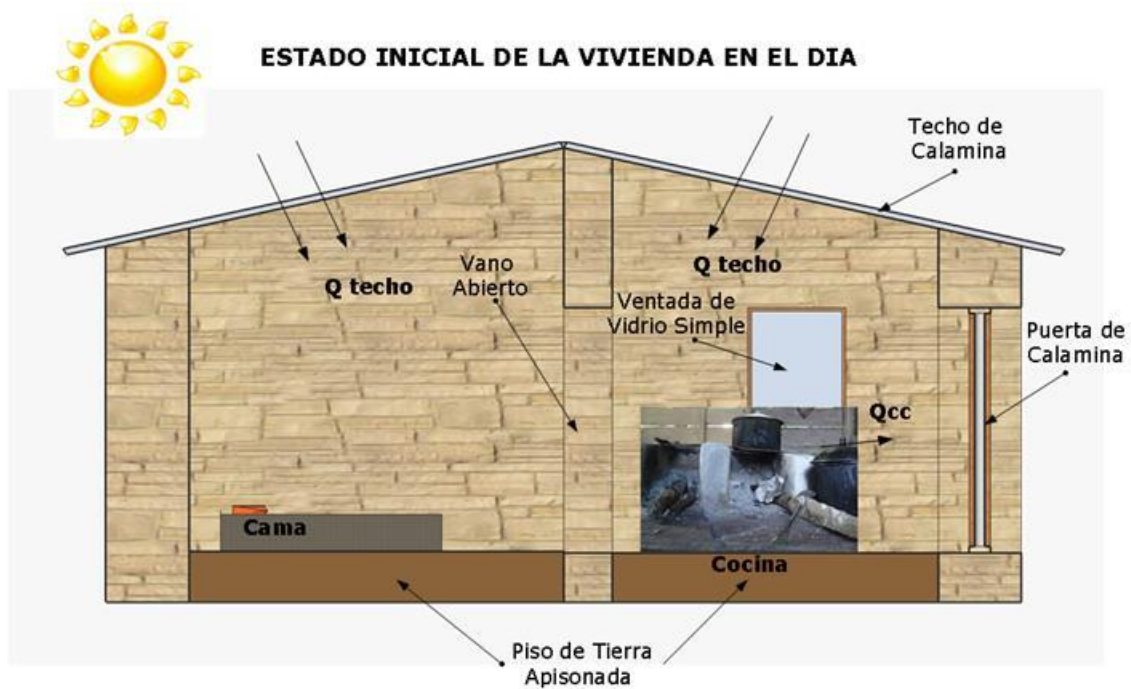 ESTADO INICIAL DE LA VIVIENDA EN EL DIA
Techo de
Calamina
Q techo
Vano
Abierto
Q techo
Ventada de
Vidrio Simple
Puerta de
Calamina
Qcc
Cama
Cocina
Piso de Tierra
Apisonada